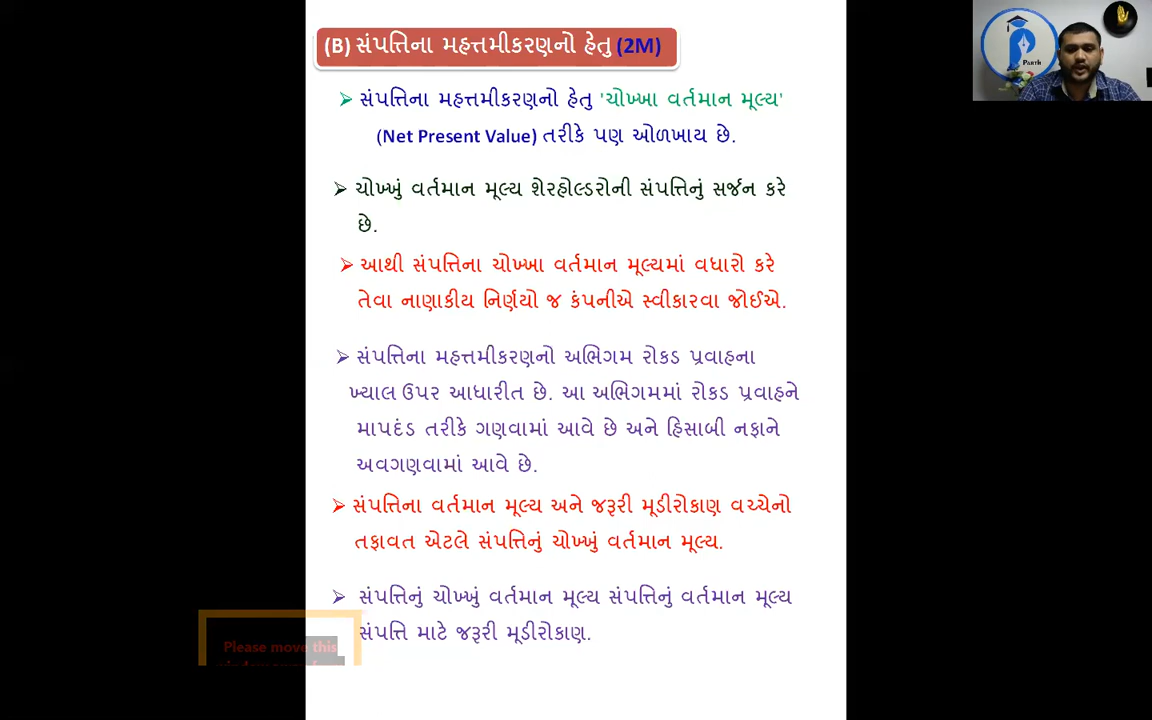 (B) સંપત્તિના મહત્તમીકરણનો હેતુ (2M)
સંપત્તિના મહત્તમીકરણનો હેતુ 'ચોખ્ખા વર્તમાન મૂલ્ય'
(Net Present Value) તરીકે પણ ઓળખાય છે.
ચોખ્ખું વર્તમાન મૂલ્ય શેરહોલ્ડરોની સંપત્તિનું સર્જન કરે
છે.
આથી સંપત્તિના ચોખ્ખા વર્તમાન મૂલ્યમાં વધારો કરે
તેવા નાણાકીય નિર્ણયો જ કંપનીએ સ્વીકારવા જોઈએ.
સંપત્તિના મહત્તમીકરણનો અભિગમ રોકડ પ્રવાહના
ખ્યાલ ઉપર આધારીત છે. આ અભિગમમાં રોકડ પ્રવાહને
માપદંડ તરીકે ગણવામાં આવે છે અને હિસાબી નફાને
અવગણવામાં આવે છે.
સંપત્તિના વર્તમાન મૂલ્ય અને જરૂરી મૂડીરોકાણ વચ્ચેનો
તફાવત એટલે સંપત્તિનું ચોખ્ખું વર્તમાન મૂલ્ય.
સંપત્તિનું ચોખ્ખું વર્તમાન મૂલ્ય સંપત્તિનું વર્તમાન મૂલ્ય
સંપત્તિ માટે જરૂરી મૂડીરોકાણ.
Please move this
Parth